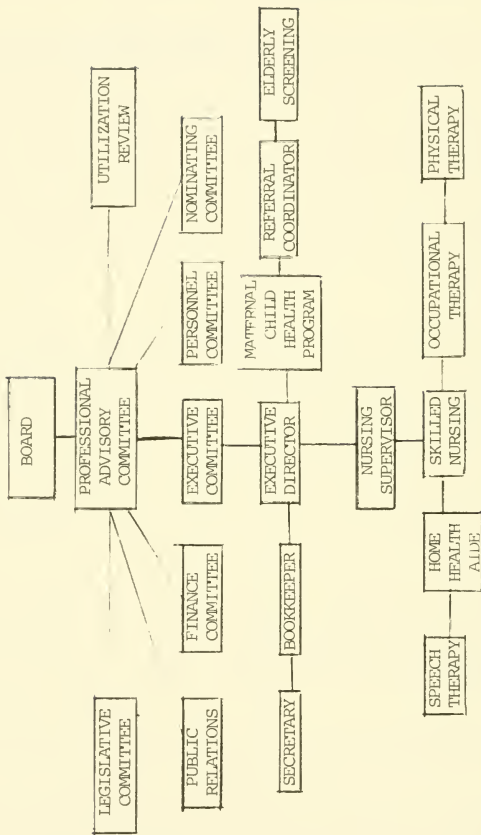 BOARD
PROFESSIONAL
ADVISORY
COMMITTEE
UTILIZATION
REVIEW
LEGISLATIVE
COMMITTEE
PUBLIC
RELATIONS
FINANCE
COMMITTEE
EXECUTIVE
COMMITTEE
PERSONNEL
COMMITTEE
NOMINATING
COMMITTEE
SECRETARY
BOOKKEEPER
EXECUTIVE
DIRECTOR
MATERNAL
CHILD
HEALTH
PROGRAM
REFERRAL
COORDINATOR
ELDERLY
SCREENING
NURSING
SUPERVISOR
SPEECH
THERAPY
HOME
HEALTH
AIDE
SKILLED
NURSING
OCCUPATIONAL
THERAPY
PHYSICAL
THERAPY